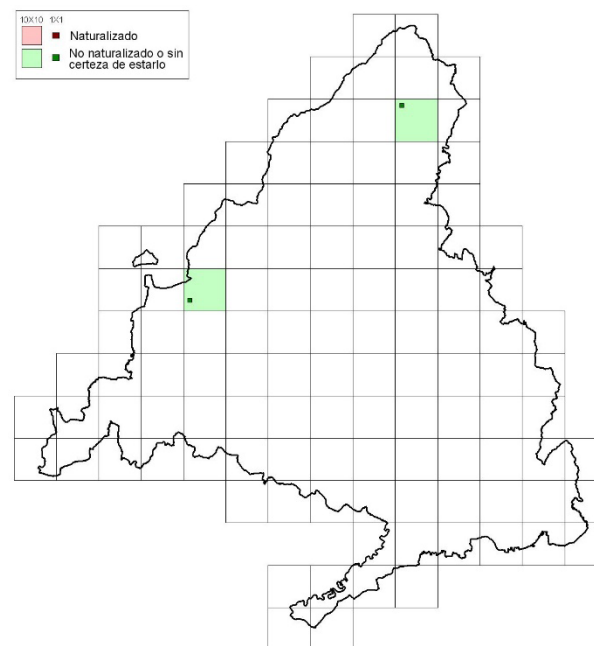 10X10 1X1
Naturalizado
No naturalizado o sin
certeza de estarlo